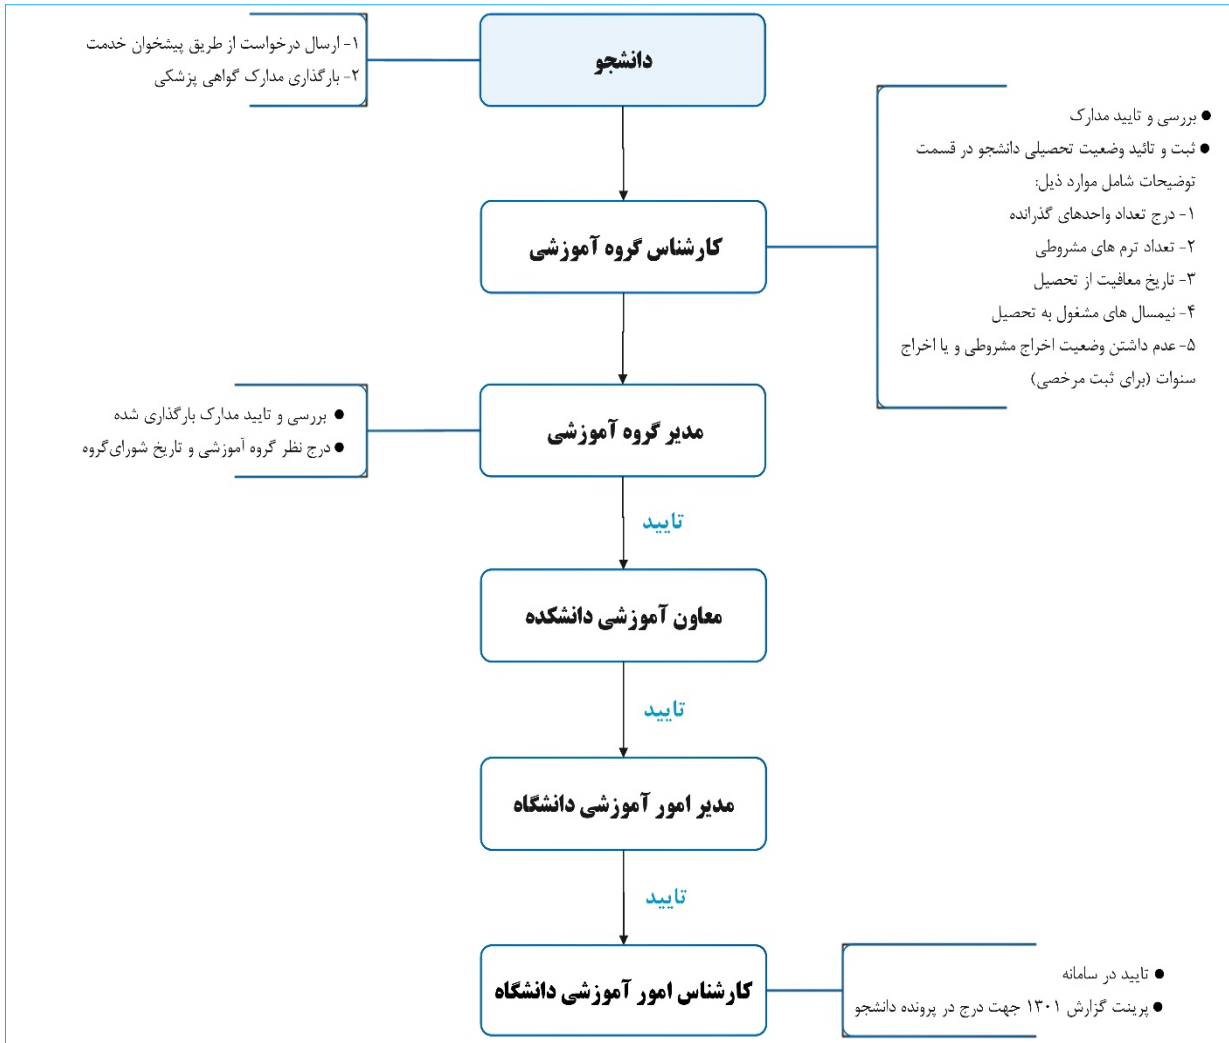 دانشجو
۱- ارسال درخواست از طریق پیشخوان خدمت
۲- بارگذاری مدارک گواهی پزشکی
کارشناس گروه آموزشی
● بررسی و تایید مدارک
● ثبت و تائید وضعیت تحصیلی دانشجو در قسمت
توضیحات شامل موارد ذیل:
۱- درج تعداد واحدهای گذرانده
۲- تعداد ترم های مشروطی
۳- تاریخ معافیت از تحصیل
۴- نیمسال های مشغول به تحصیل
۵- عدم داشتن وضعیت اخراج مشروطی و یا اخراج
سنوات (برای ثبت مرخصی)
مدیر گروه آموزشی
● بررسی و تایید مدارک بارگذاری شده
● درج نظر گروه آموزشی و تاریخ شورای گروه
تایید
معاون آموزشی دانشکده
تایید
مدیر امور آموزشی دانشگاه
تایید
کارشناس امور آموزشی دانشگاه
● تایید در سامانه
● پرینت گزارش ۱۳۰۱ جهت درج در پرونده دانشجو